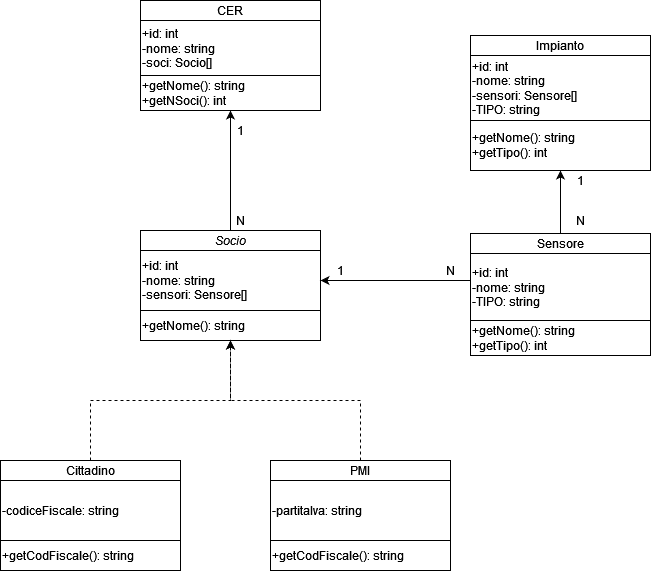 CER
+id: int
-nome: string
-soci: Socio[]
+getNome(): string
+getNSoci(): int
Impianto
+id: int
-nome: string
-sensori: Sensore[]
-TIPO: string
+getNome(): string
+getTipo(): int
1
1
N
N
Socio
+id: int
-nome: string
-sensori: Sensore[]
+getNome(): string
1
N
Sensore
+id: int
-nome: string
-TIPO: string
+getNome(): string
+getTipo(): int
Cittadino
-codiceFiscale: string
+getCodFiscale(): string
PMI
-partitaIva: string
+getCodFiscale(): string